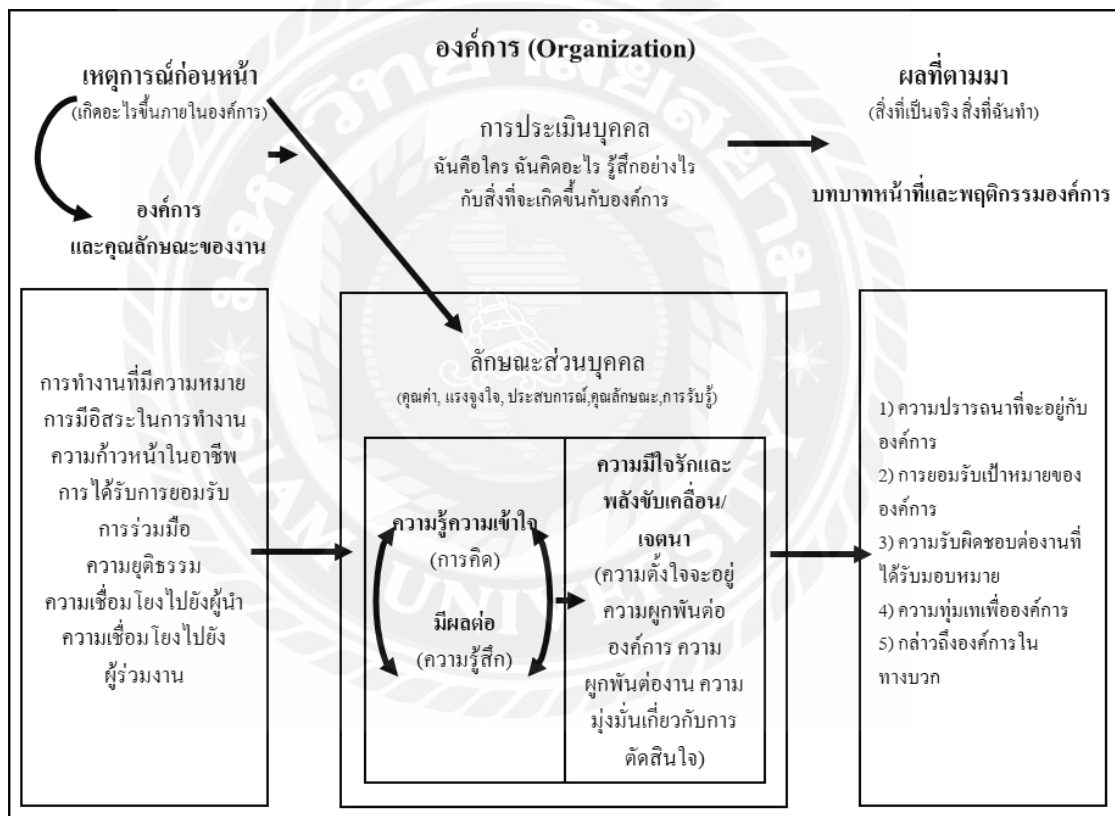 องค์การ (Organization)
เหตุการณ์ก่อนหน้า
(เกิดอะไรขึ้นภายในองค์การ)
องค์การ
และคุณลักษณะของงาน
การประเมินบุคคล
ฉันคือใคร ฉันคิดอะไร รู้สึกอย่างไร
กับสิ่งที่จะเกิดขึ้นกับองค์การ
ผลที่ตามมา
(สิ่งที่เป็นจริง สิ่งที่ฉันทำ)
บทบาทหน้าที่และพฤติกรรมองค์การ
การทำงานที่มีความหมาย
การมีอิสระในการทำงาน
ความก้าวหน้าในอาชีพ
การได้รับการยอมรับ
การร่วมมือ
ความยุติธรรม
ความเชื่อมโยงไปยังผู้นำ
ความเชื่อมโยงไปยัง
ผู้ร่วมงาน
ลักษณะส่วนบุคคล
(คุณค่า, แรงจูงใจ, ประสบการณ์,คุณลักษณะ,การรับรู้)
ความรู้ความเข้าใจ
(การคิด)
มีผลต่อ
(ความรู้สึก)
ความมีใจรักและ
พลังขับเคลื่อน/
เจตนา
(ความตั้งใจจะอยู่
ความผูกพันต่อ
องค์การ ความ
ผูกพันต่องาน ความ
มุ่งมั่นเกี่ยวกับการ
ตัดสินใจ)
1) ความปรารถนาที่จะอยู่กับ
องค์การ
2) การยอมรับเป้าหมายของ
องค์การ
3) ความรับผิดชอบต่องานที่
ได้รับมอบหมาย
4) ความทุ่มเทเพื่อองค์การ
5) กล่าวถึงองค์การใน
ทางบวก
มหาวิทยาลัยสยาม
SIAM UNIVERSITY